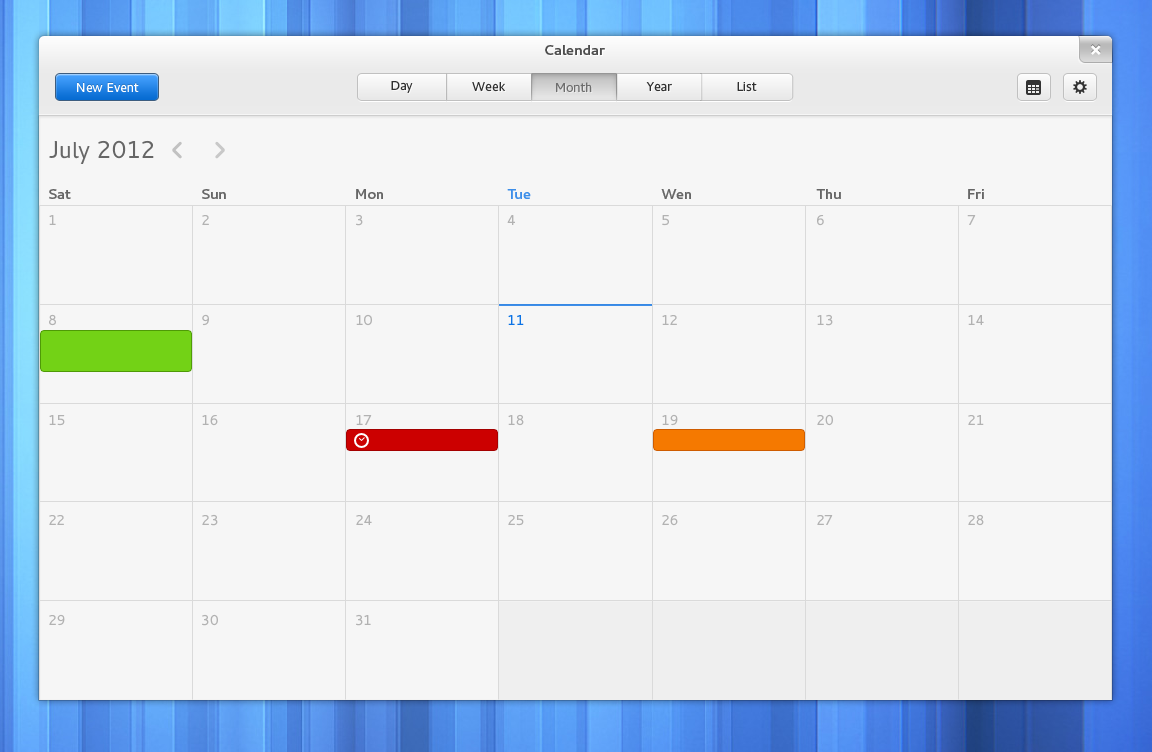 Calendar
New Event Day Week Month Year List
July 2012
Sat Sun Mon Tue Wen Thu Fri
1 2 3 4 5 6 7
8 9 10 11 12 13 14
15 16 17 18 19 20 21
22 23 24 25 26 27 28
29 30 31